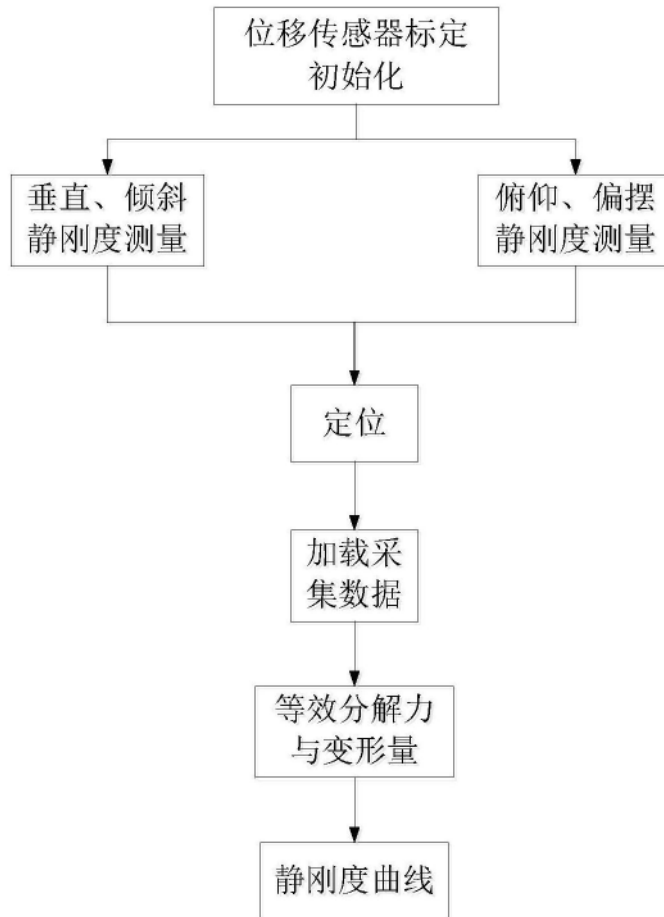 位移传感器标定
初始化
垂直、倾斜
静刚度测量
俯仰、偏摆
静刚度测量
定位
加载采
集数据
等效分解力
与变形量
静刚度曲线